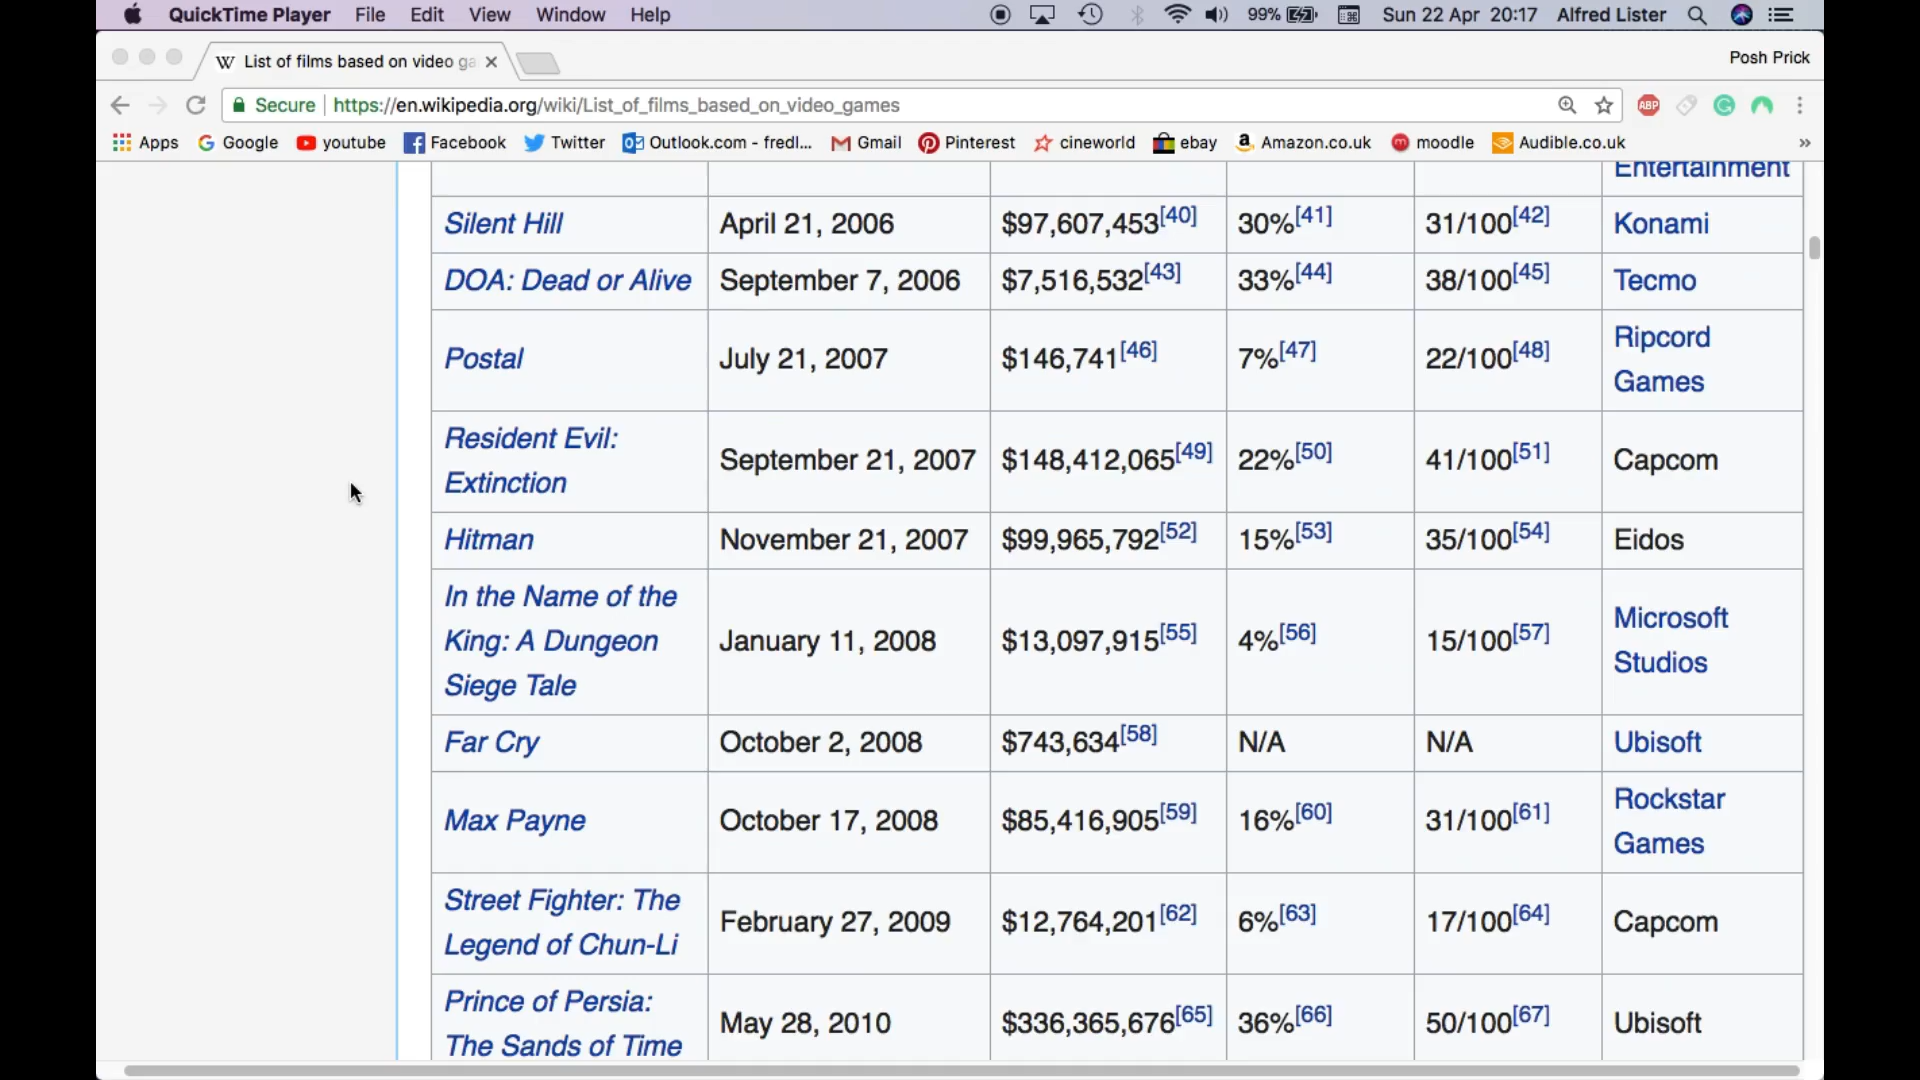 QuickTime Player File Edit View Window Help 99% Sun 22 Apr 20:17 Alfred Lister
W List of films based on video ga Posh Prick
Secure https://en.wikipedia.org/wiki/List_of_films_based_on_video_games ABP
Apps Google youtube Facebook Twitter Outlook.com - fredl... Gmail Pinterest cineworld ebay Amazon.co.uk moodle Audible.co.uk »
Entertainment
Silent Hill April 21, 2006 $97,607,453[40] 30%[41] 31/100[42] Konami
DOA: Dead or Alive September 7, 2006 $7,516,532[43] 33%[44] 38/100[45] Tecmo
Postal July 21, 2007 $146,741[46] 7%[47] 22/100[48] Ripcord
Games
Resident Evil:
Extinction September 21, 2007 $148,412,065[49] 22%[50] 41/100[51] Capcom
Hitman November 21, 2007 $99,965,792[52] 15%[53] 35/100[54] Eidos
In the Name of the
King: A Dungeon
Siege Tale January 11, 2008 $13,097,915[55] 4%[56] 15/100[57] Microsoft
Studios
Far Cry October 2, 2008 $743,634[58] N/A N/A Ubisoft
Max Payne October 17, 2008 $85,416,905[59] 16%[60] 31/100[61] Rockstar
Games
Street Fighter: The
Legend of Chun-Li February 27, 2009 $12,764,201[62] 6%[63] 17/100[64] Capcom
Prince of Persia:
The Sands of Time May 28, 2010 $336,365,676[65] 36%[66] 50/100[67] Ubisoft